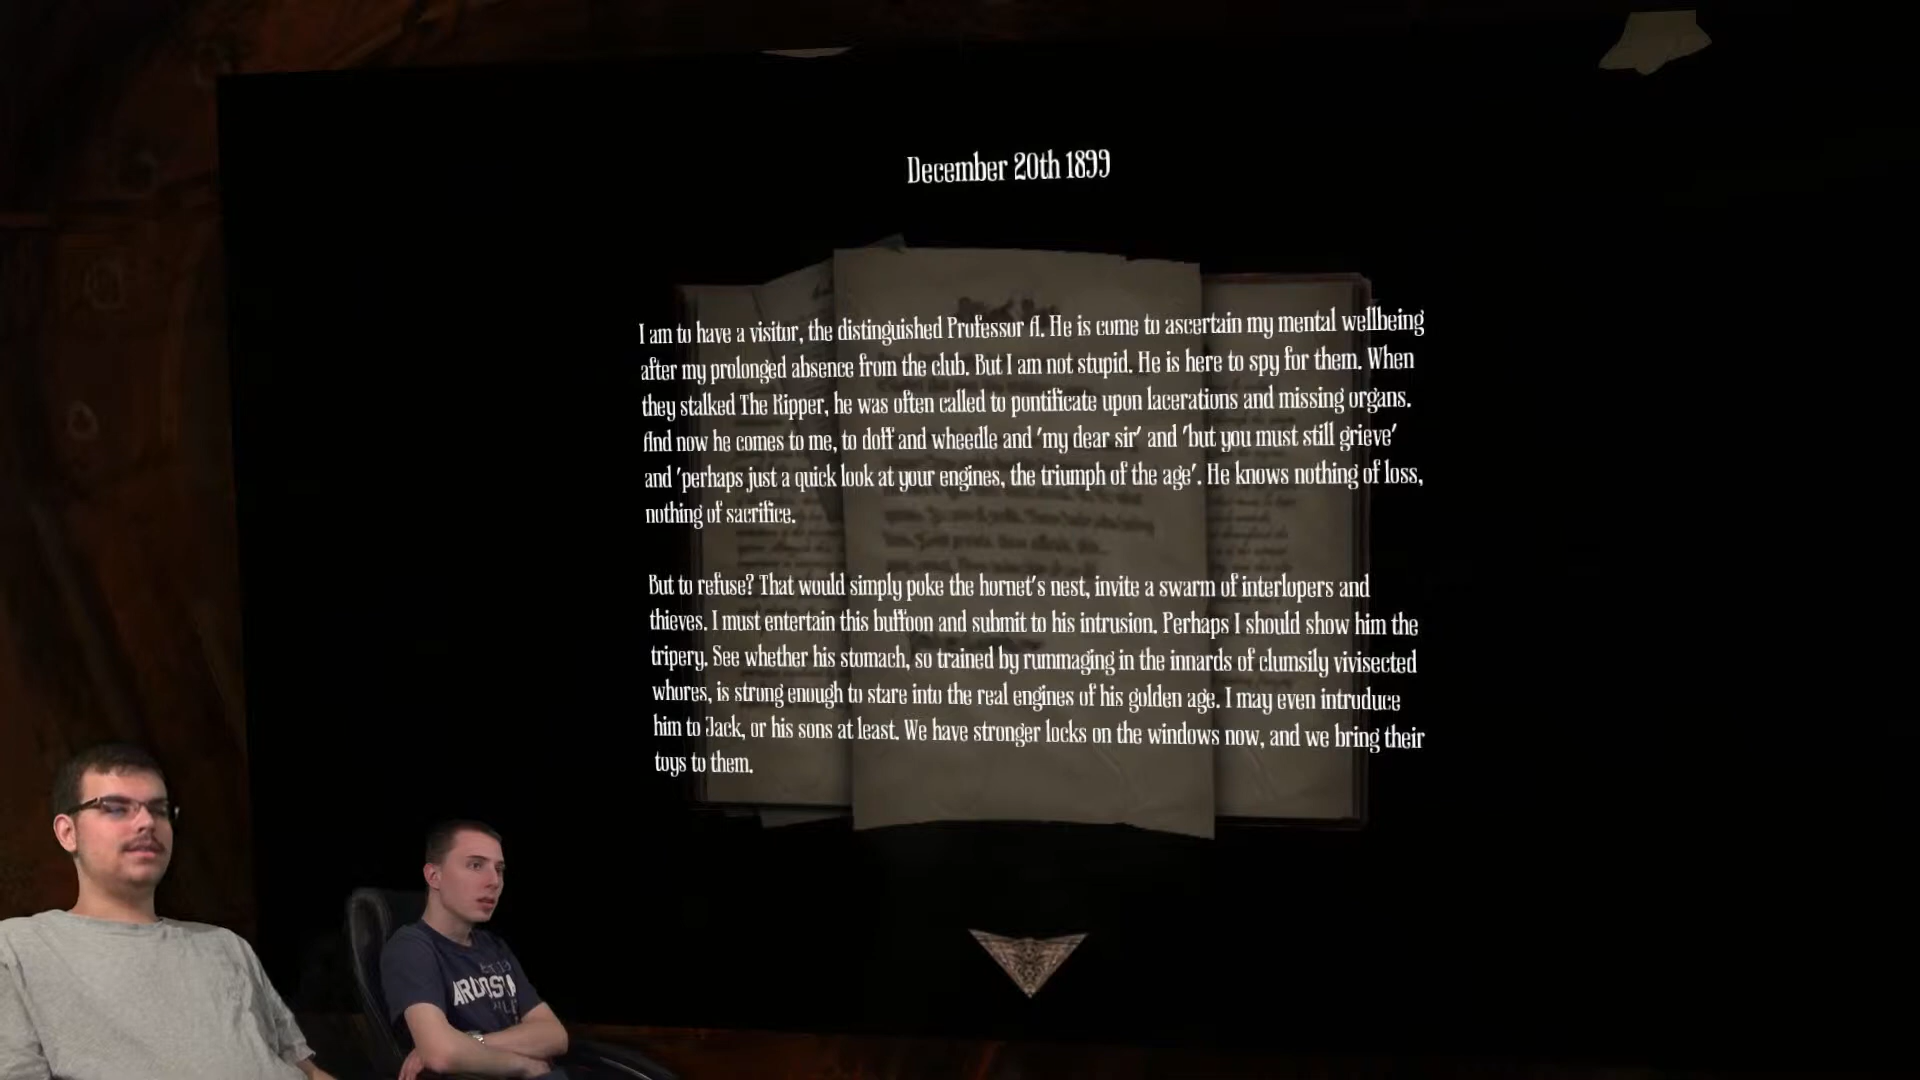 December 20th 1899
I am to have a visitor, the distinguished Professor A. He is come to ascertain my mental wellbeing
after my prolonged absence from the club. But I am not stupid. He is here to spy for them. When
they stalked The Ripper, he was often called to pontificate upon lacerations and missing organs.
And now he comes to me, to doff and wheedle and 'my dear sir' and 'but you must still grieve'
and 'perhaps just a quick look at your engines, the triumph of the age'. He knows nothing of loss,
nothing of sacrifice.
But to refuse? That would simply poke the hornet's nest, invite a swarm of interlopers and
thieves. I must entertain this buffoon and submit to his intrusion. Perhaps I should show him the
tripery. See whether his stomach, so trained by rummaging in the innards of clumsily vivisected
whores, is strong enough to stare into the real engines of his golden age. I may even introduce
him to Jack, or his sons at least. We have stronger locks on the windows now, and we bring their
toys to them.